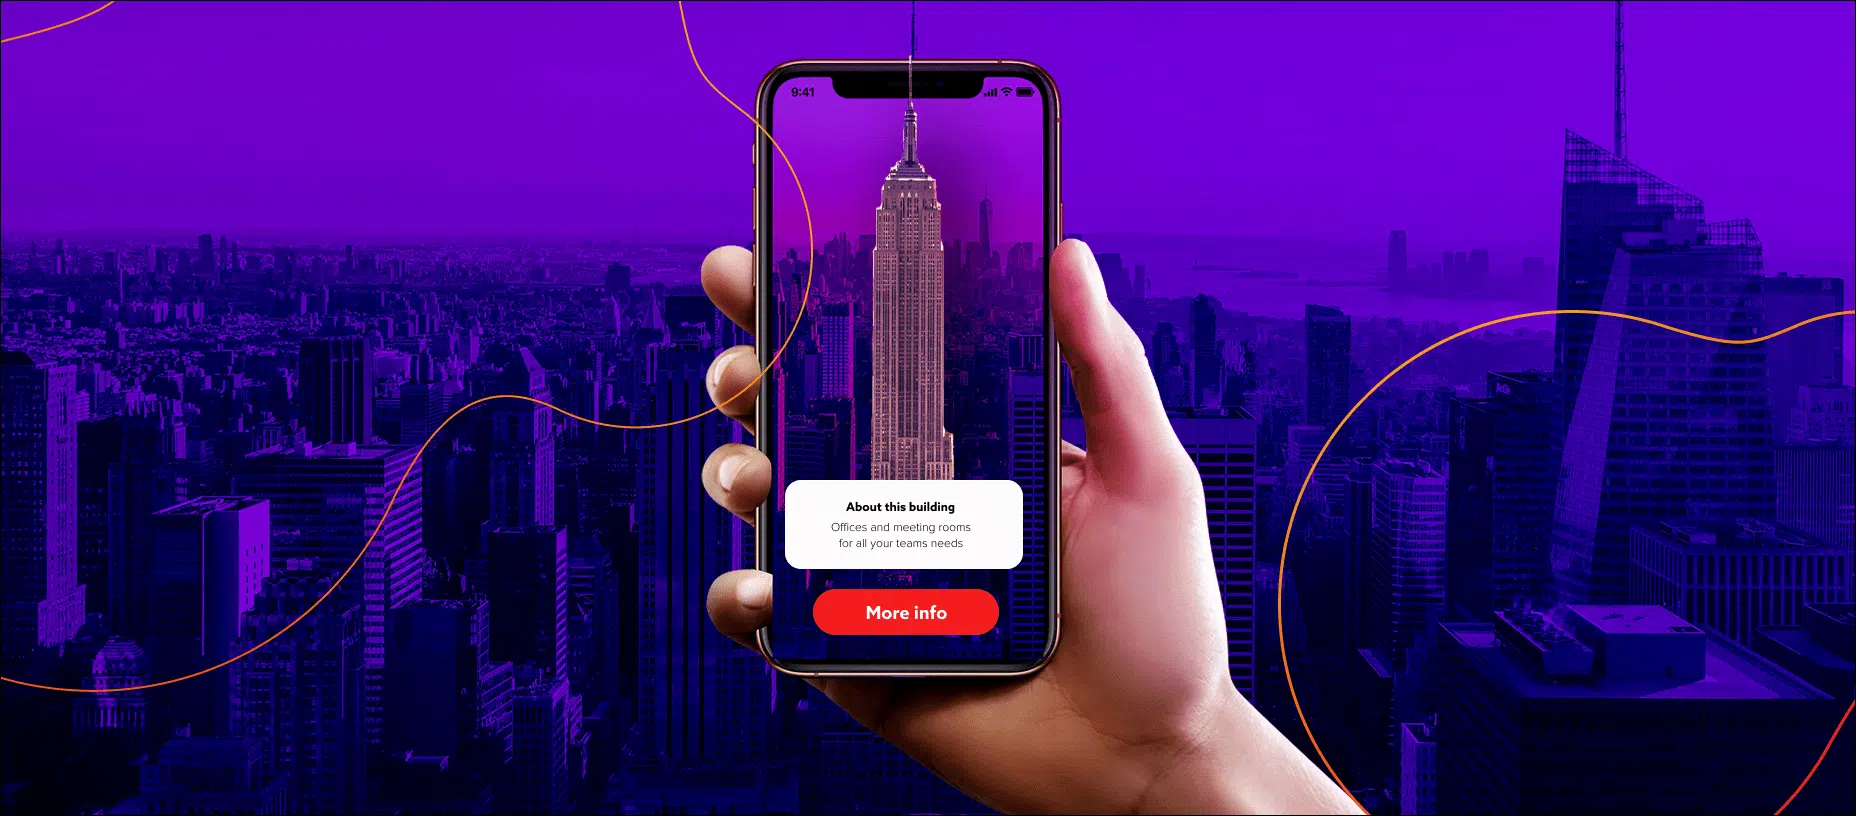 9:41
About this building
Offices and meeting rooms
for all your teams needs
More info